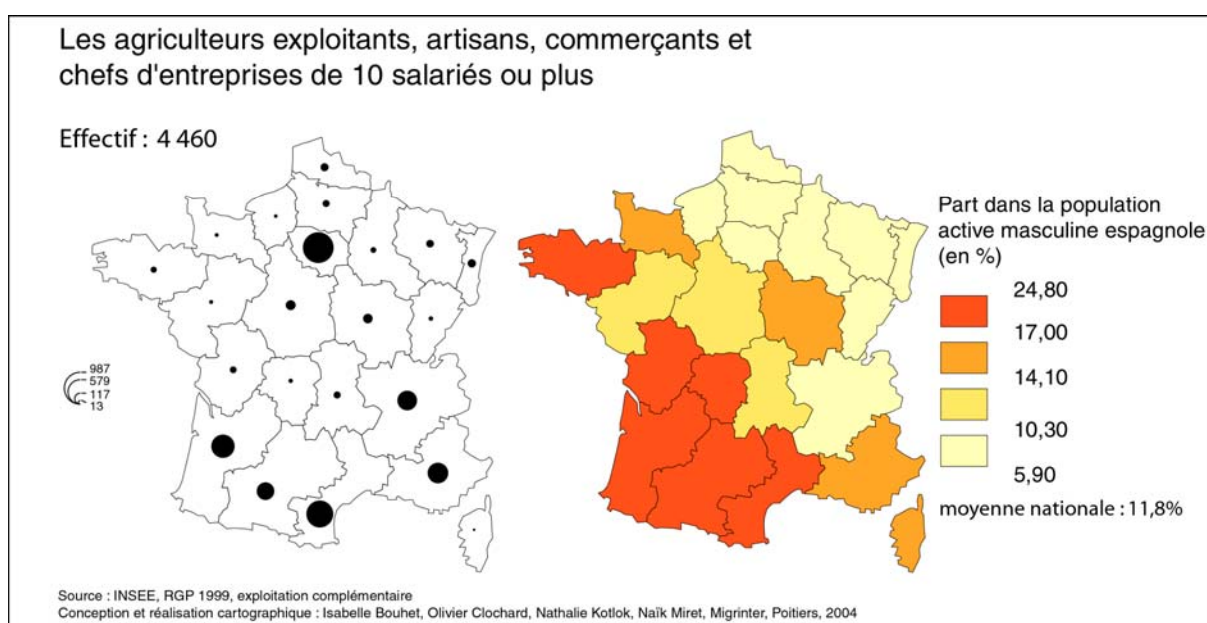 Les agriculteurs exploitants, artisans, commerçants et
chefs d'entreprises de 10 salariés ou plus
Effectif : 4 460
987
579
117
13
Part dans la population
active masculine espagnole
(en %)
24,80
17,00
14,10
10,30
5,90
moyenne nationale : 11,8%
Source : INSEE, RGP 1999, exploitation complémentaire
Conception et réalisation cartographique : Isabelle Bouhet, Olivier Clochard, Nathalie Kotlok, Naïk Miret, Migrinter, Poitiers, 2004